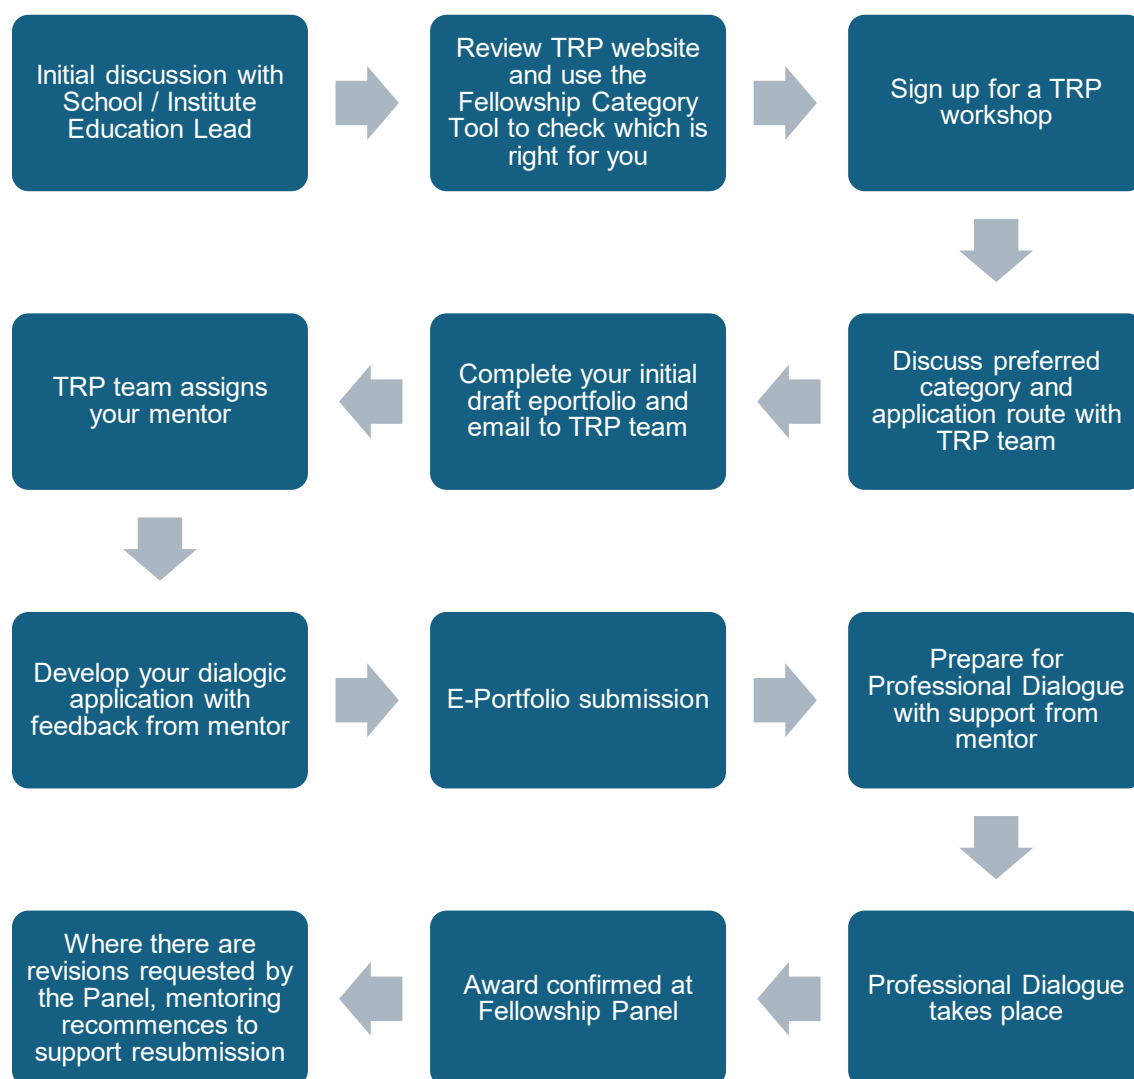 Initial discussion with
School / Institute
Education Lead
Review TRP website
and use the
Fellowship Category
Tool to check which is
right for you
Sign up for a TRP
workshop
Discuss preferred
category and
application route with
TRP team
Complete your initial
draft eportfolio and
email to TRP team
TRP team assigns
your mentor
Develop your dialogic
application with
feedback from mentor
E-Portfolio submission
Prepare for
Professional Dialogue
with support from
mentor
Professional Dialogue
takes place
Award confirmed at
Fellowship Panel
Where there are
revisions requested by
the Panel, mentoring
recommences to
support resubmission